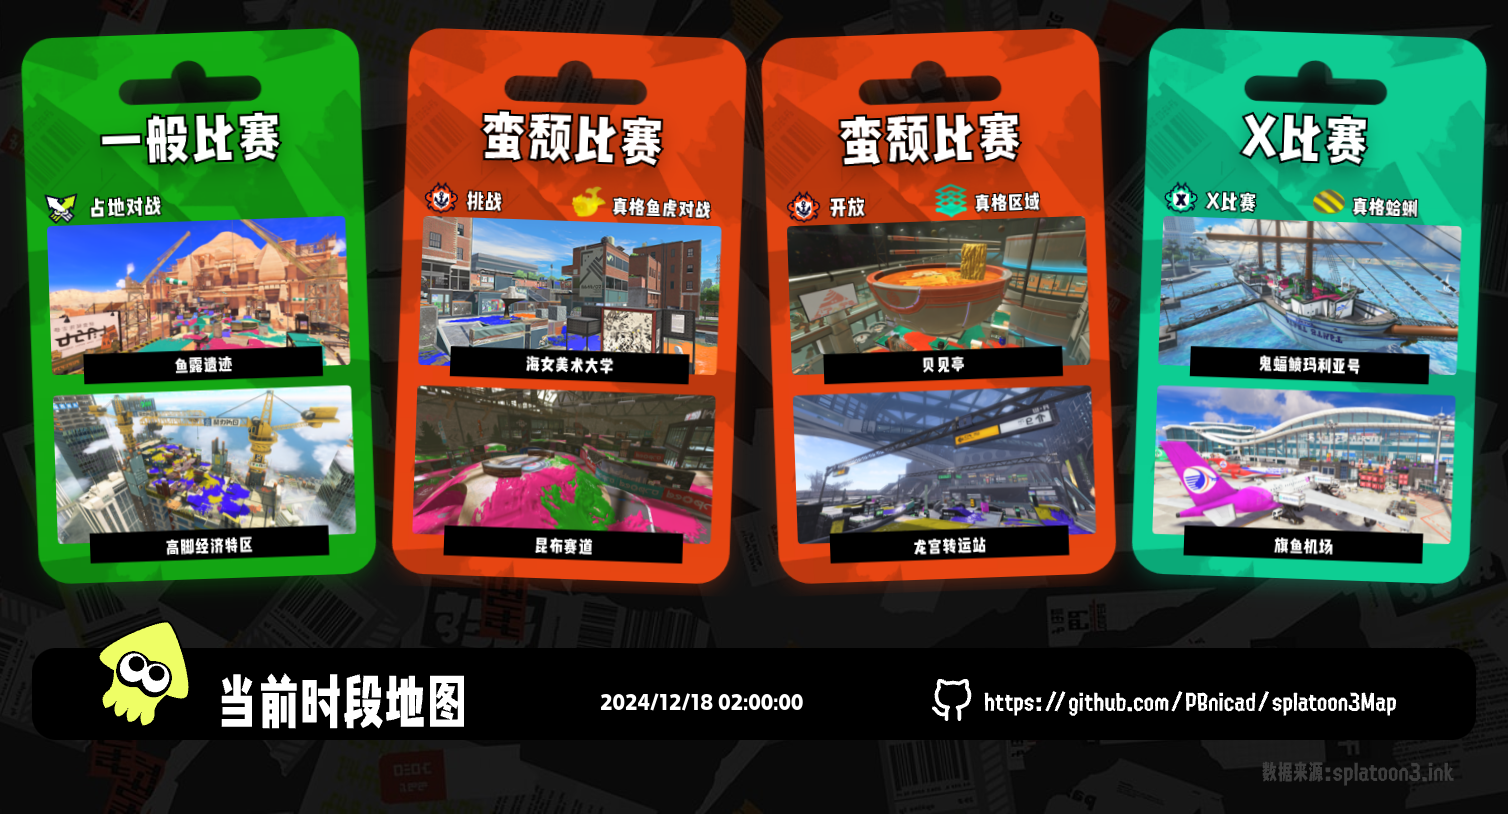 一般比赛
占地对战
鱼露遗迹
高脚经济特区
蛮颓比赛
挑战
真格鱼虎对战
海女美术大学
昆布赛道
蛮颓比赛
开放
真格区域
贝见亭
龙宫转运站
X比赛
X比赛
真格蛤蜊
鬼蝠鲼玛利亚号
旗鱼机场
当前时段地图
2024/12/18 02:00:00
https://github.com/PBnicad/splatoon3Map
数据来源:splatoon3.ink